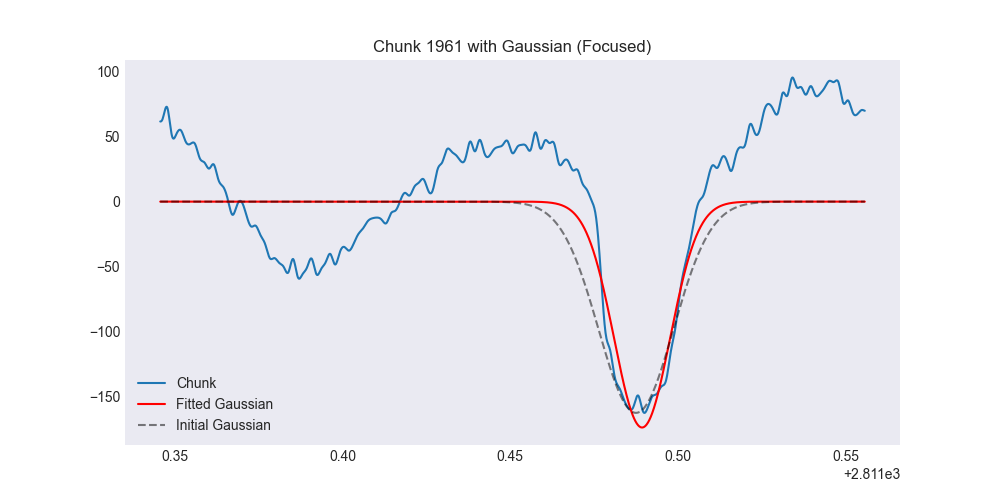 Chunk 1961 with Gaussian (Focused)
100
50
0
−50
−100
−150
Chunk
Fitted Gaussian
Initial Gaussian
0.35 0.40 0.45 0.50 0.55
+2.811e3